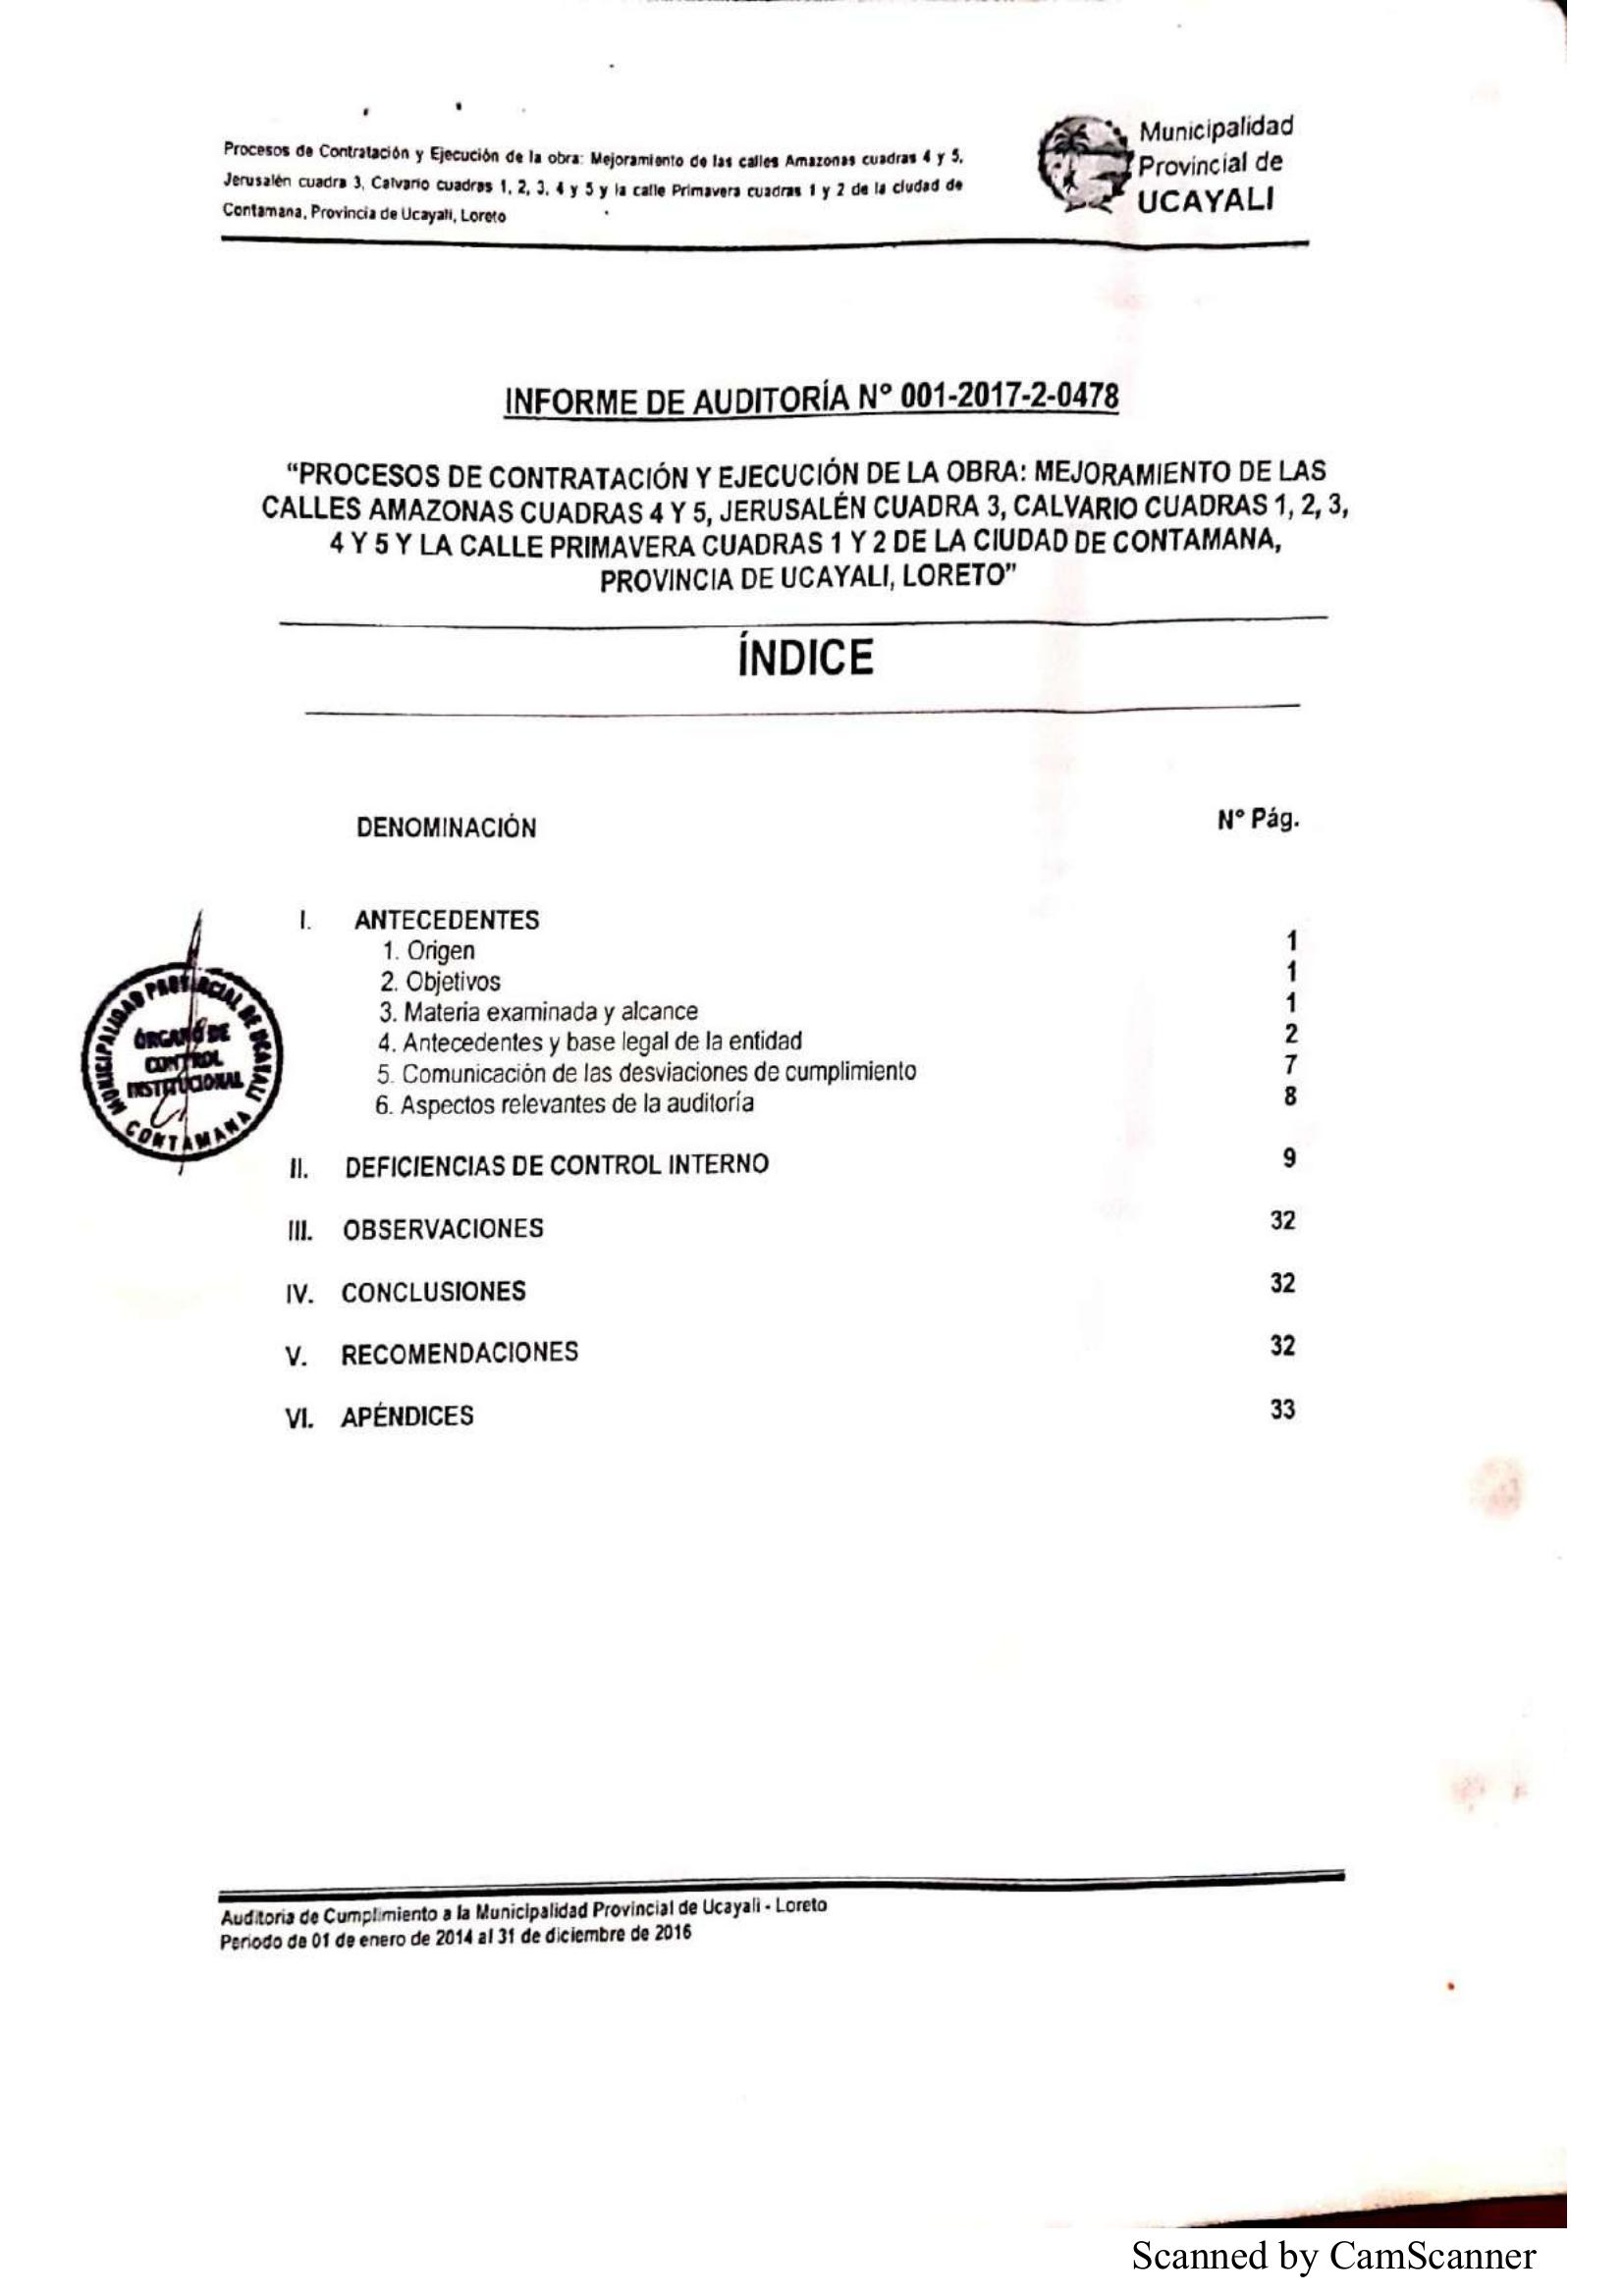 Procesos de Contratación y Ejecución de la obra: Mejoramiento de las calles Amazonas cuadras 4 y 5,
Jerusalén cuadra 3, Calvario cuadras 1, 2, 3, 4 y 5 y la calle Primavera cuadras 1 y 2 de la ciudad de
Contamana, Provincia de Ucayali, Loreto
Municipalidad
Provincial de
UCAYALI
INFORME DE AUDITORÍA N° 001-2017-2-0478
“PROCESOS DE CONTRATACIÓN Y EJECUCIÓN DE LA OBRA: MEJORAMIENTO DE LAS
CALLES AMAZONAS CUADRAS 4 Y 5, JERUSALÉN CUADRA 3, CALVARIO CUADRAS 1, 2, 3,
4 Y 5 Y LA CALLE PRIMAVERA CUADRAS 1 Y 2 DE LA CIUDAD DE CONTAMANA,
PROVINCIA DE UCAYALI, LORETO”
ÍNDICE
DENOMINACIÓN N° Pág.
I. ANTECEDENTES
1. Origen 1
2. Objetivos 1
3. Materia examinada y alcance 1
4. Antecedentes y base legal de la entidad 2
5. Comunicación de las desviaciones de cumplimiento 7
6. Aspectos relevantes de la auditoría 8
MUNICIPALIDAD PROVINCIAL DE UCAYALI
ÓRGANO DE
CONTROL
INSTITUCIONAL
CONTAMANA
II. DEFICIENCIAS DE CONTROL INTERNO 9
III. OBSERVACIONES 32
IV. CONCLUSIONES 32
V. RECOMENDACIONES 32
VI. APÉNDICES 33
Auditoria de Cumplimiento a la Municipalidad Provincial de Ucayali - Loreto
Periodo de 01 de enero de 2014 al 31 de diciembre de 2016
Scanned by CamScanner